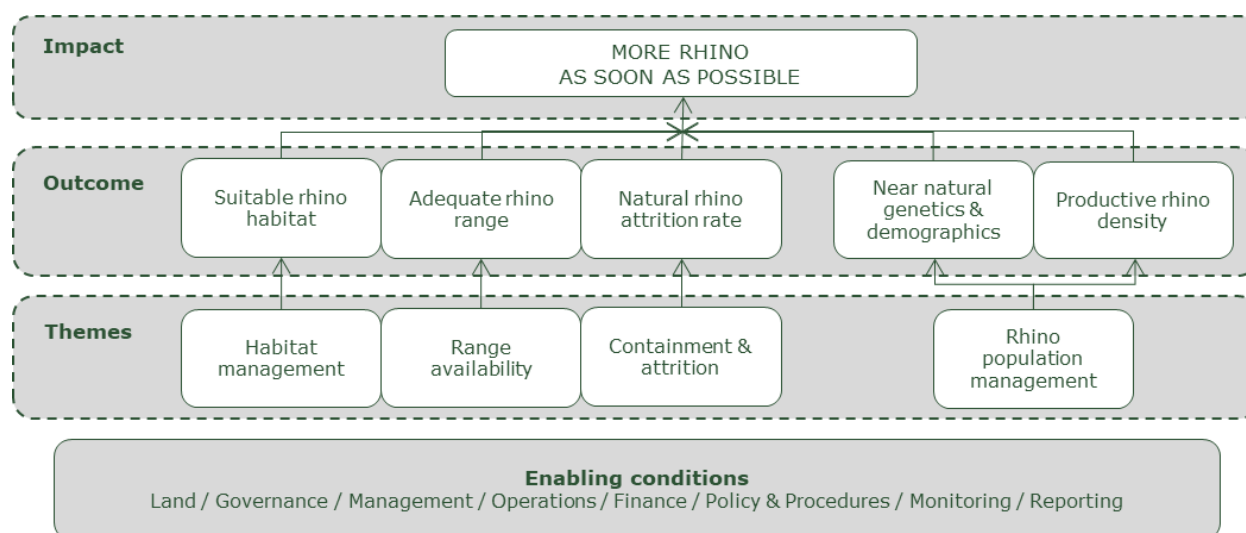 Impact
MORE RHINO
AS SOON AS POSSIBLE
Outcome
Suitable rhino
habitat
Adequate rhino
range
Natural rhino
attrition rate
Near natural
genetics &
demographics
Productive rhino
density
Themes
Habitat
management
Range
availability
Containment &
attrition
Rhino
population
management
Enabling conditions
Land / Governance / Management / Operations / Finance / Policy & Procedures / Monitoring / Reporting